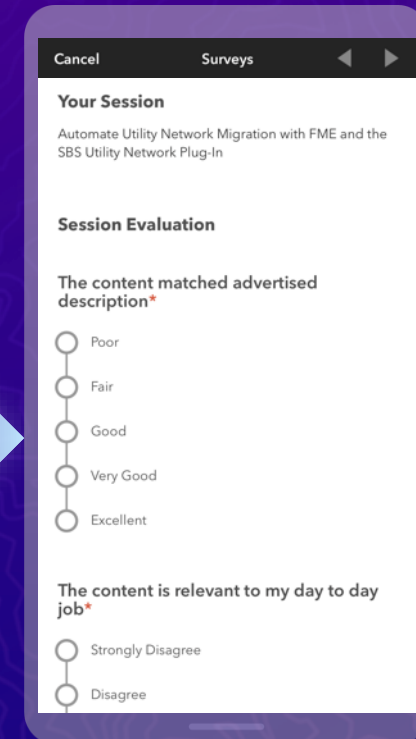 Cancel
Surveys
Your Session
Automate Utility Network Migration with FME and the
SBS Utility Network Plug-In
Session Evaluation
The content matched advertised
description*
Poor
Fair
Good
Very Good
Excellent
The content is relevant to my day to day
job*
Strongly Disagree
Disagree